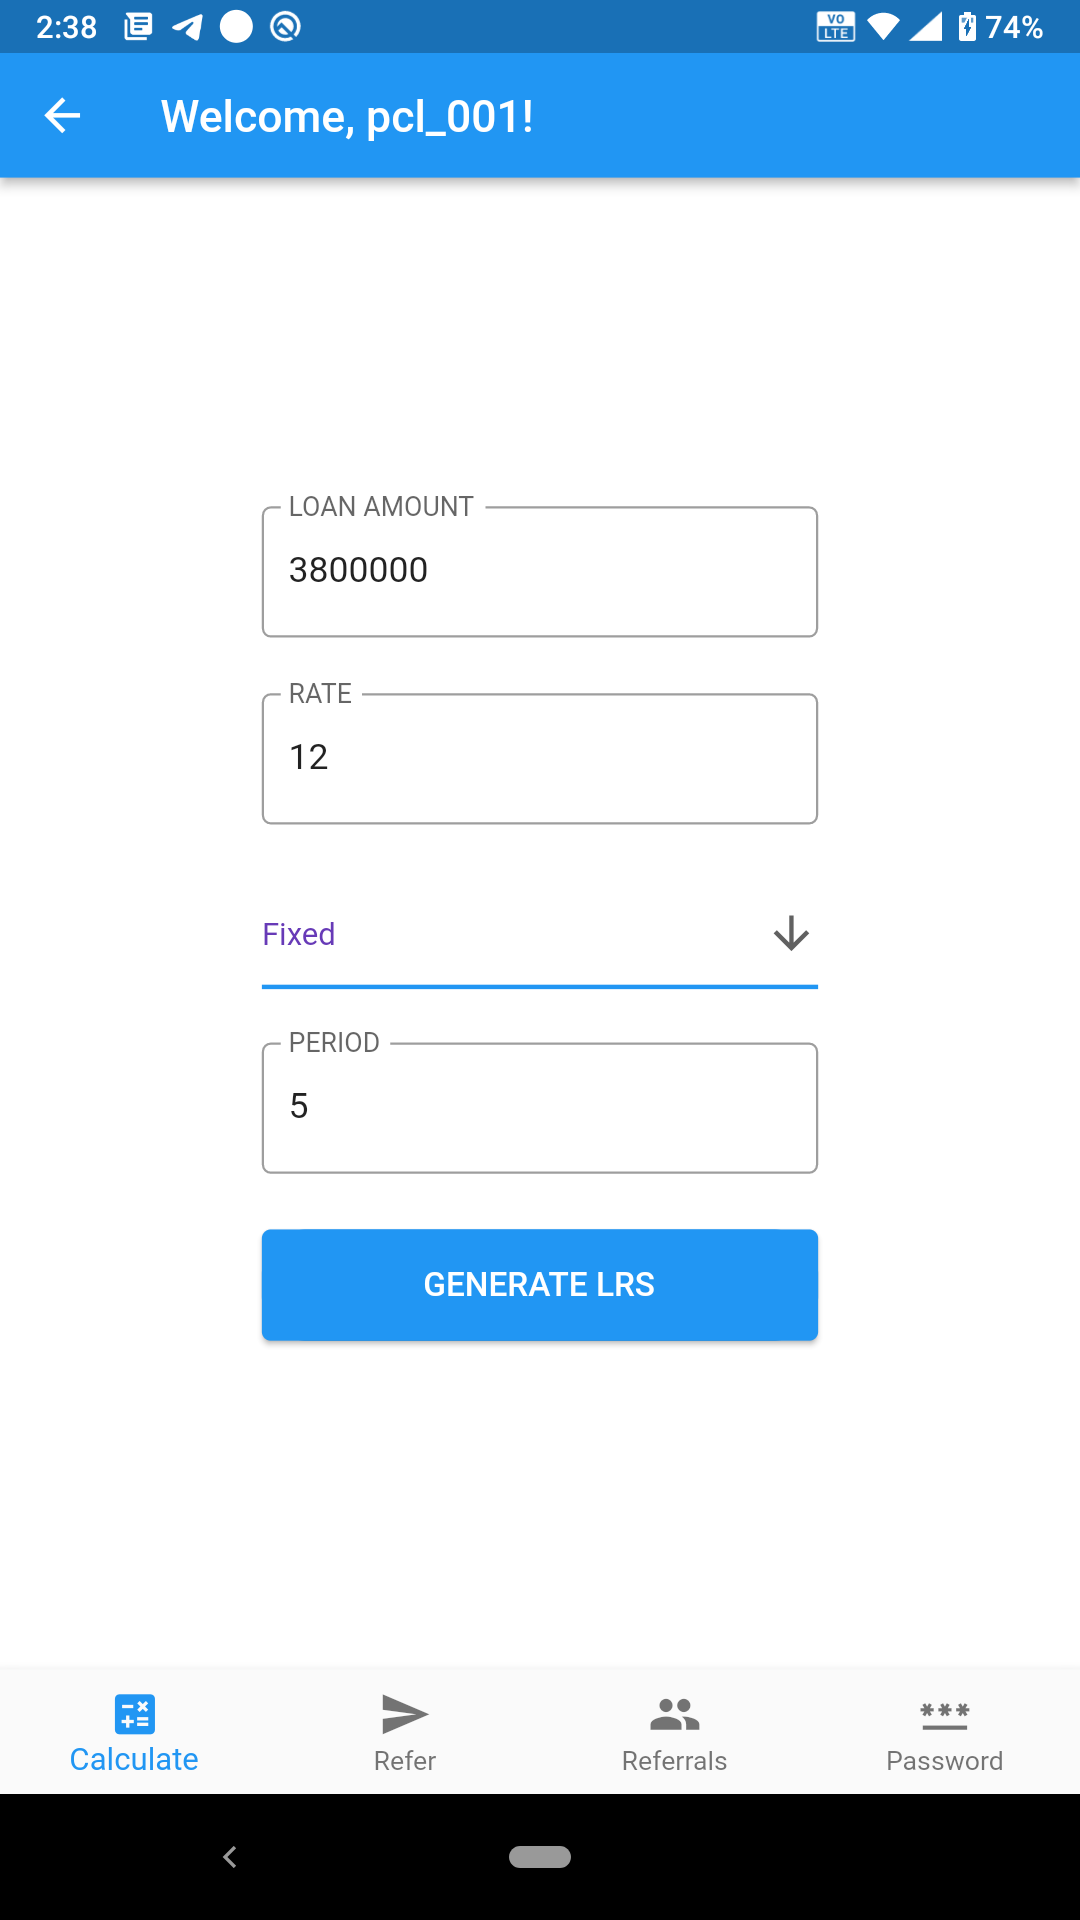 2:38 VO LTE 74%
Welcome, pcl_001!
LOAN AMOUNT
3800000
RATE
12
Fixed
PERIOD
5
GENERATE LRS
Calculate Refer Referrals Password